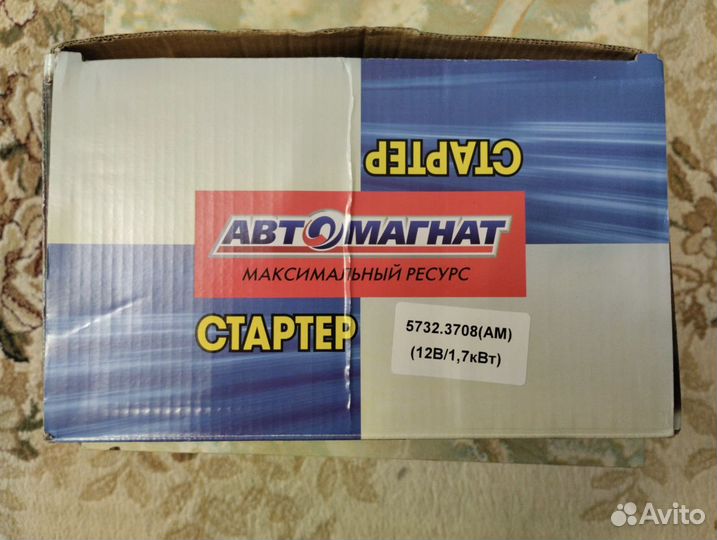 СТАРТЕР
АВТОМАГНАТ
МАКСИМАЛЬНЫЙ РЕСУРС
СТАРТЕР
5732.3708(АМ)
(12В/1,7кВт)
Avito